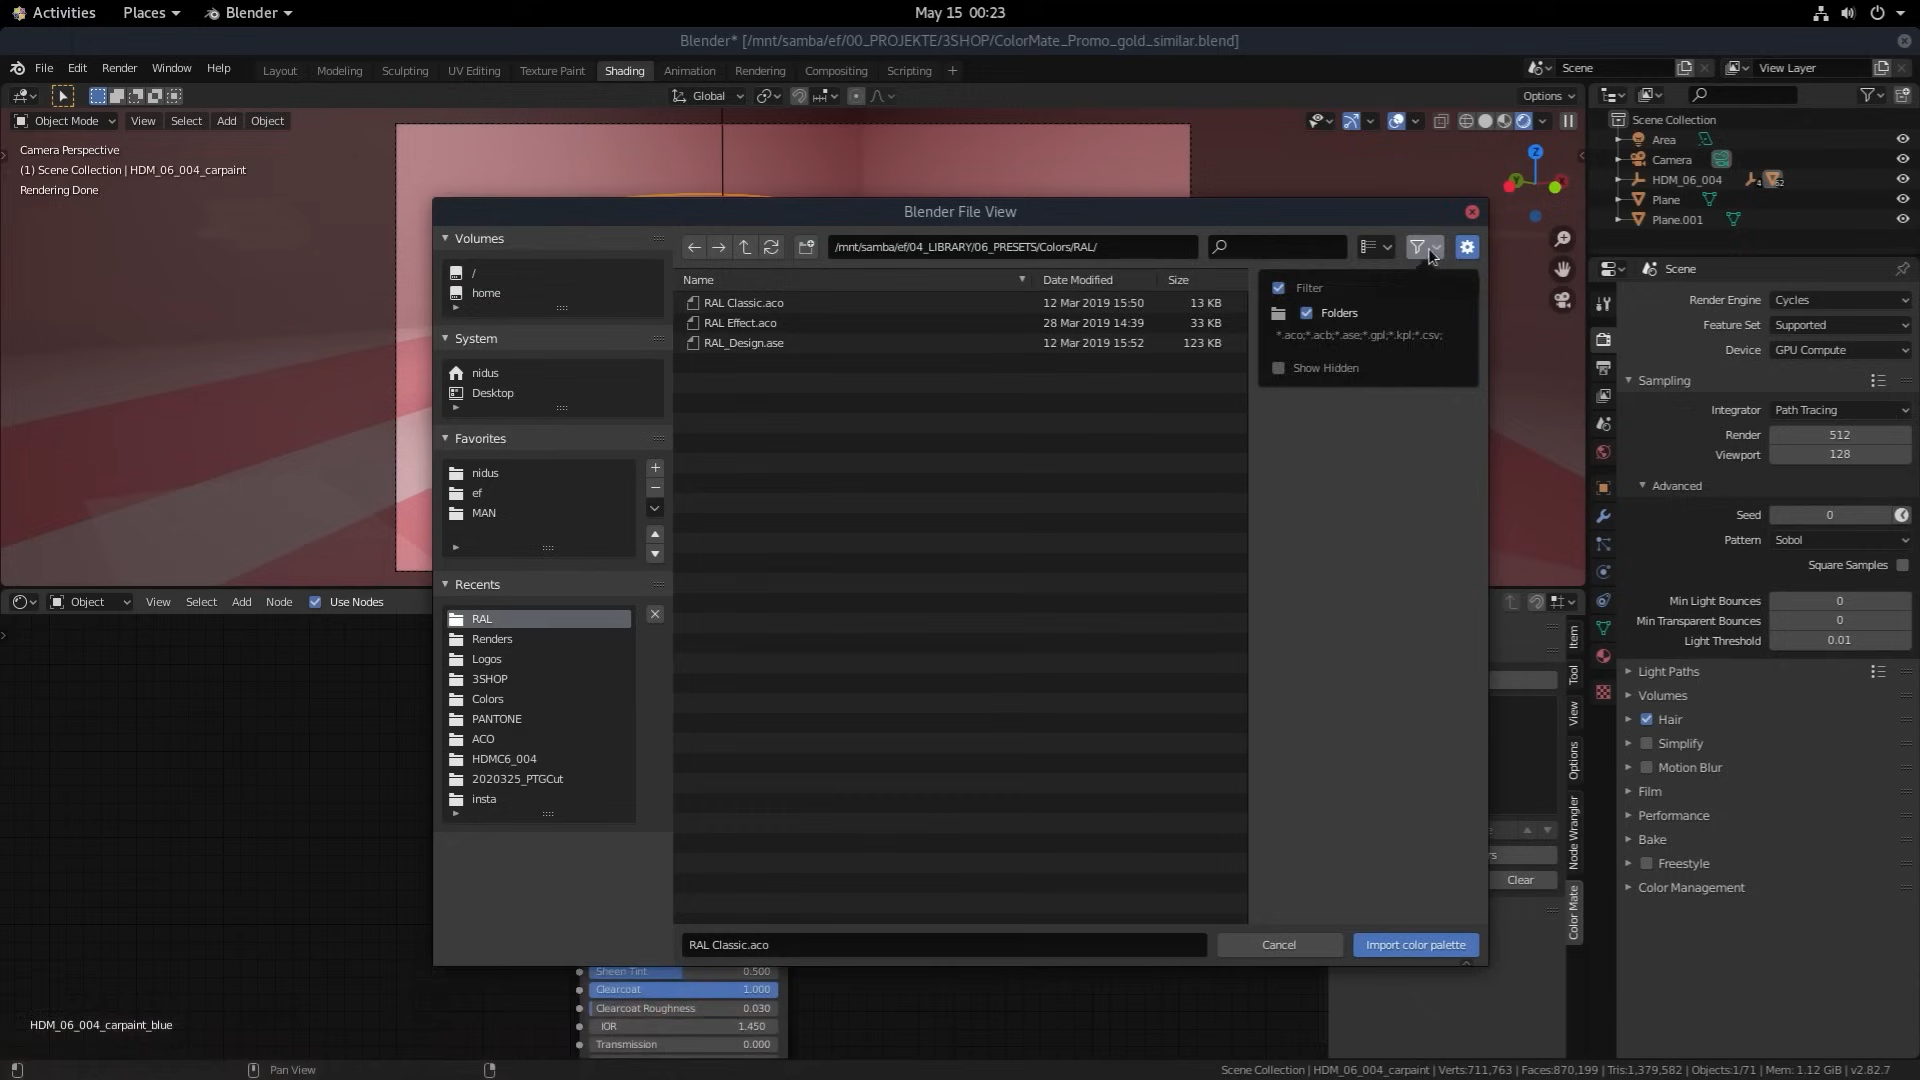 Activities Places Blender May 15 00:23
Blender* [/mnt/samba/ef/00_PROJEKTE/3SHOP/ColorMate_Promo_gold_similar.blend]
File Edit Render Window Help Layout Modeling Sculpting UV Editing Texture Paint Shading Animation Rendering Compositing Scripting + Scene View Layer
Global Options
Object Mode View Select Add Object
Camera Perspective
(1) Scene Collection | HDM_06_004_carpaint
Rendering Done
Z
Y
Scene Collection
Area
Camera
HDM_06_004 4 62
Plane
Plane.001
Blender File View
Volumes
/
home
System
nidus
Desktop
Favorites
nidus
ef
MAN
Recents
RAL
Renders
Logos
3SHOP
Colors
PANTONE
ACO
HDMC6_004
2020325_PTGCut
insta
/mnt/samba/ef/04_LIBRARY/06_PRESETS/Colors/RAL/
Name Date Modified Size
RAL Classic.aco 12 Mar 2019 15:50 13 KB
RAL Effect.aco 28 Mar 2019 14:39 33 KB
RAL_Design.ase 12 Mar 2019 15:52 123 KB
Filter
Folders
*.aco;*.acb;*.ase;*.gpl;*.kpl;*.csv;
Show Hidden
RAL Classic.aco Cancel Import color palette
Object View Select Add Node Use Nodes
Sheen Tint 0.500
Clearcoat 1.000
Clearcoat Roughness 0.030
IOR 1.450
Transmission 0.000
HDM_06_004_carpaint_blue
Clear
Item
Tool
View
Options
Node Wrangler
Color Mate
Scene
Render Engine Cycles
Feature Set Supported
Device GPU Compute
Sampling
Integrator Path Tracing
Render 512
Viewport 128
Advanced
Seed 0
Pattern Sobol
Square Samples
Min Light Bounces 0
Min Transparent Bounces 0
Light Threshold 0.01
Light Paths
Volumes
Hair
Simplify
Motion Blur
Film
Performance
Bake
Freestyle
Color Management
Pan View
Scene Collection | HDM_06_004_carpaint | Verts:711,763 | Faces:870,199 | Tris:1,379,582 | Objects:1/71 | Mem: 1.12 GiB | v2.82.7